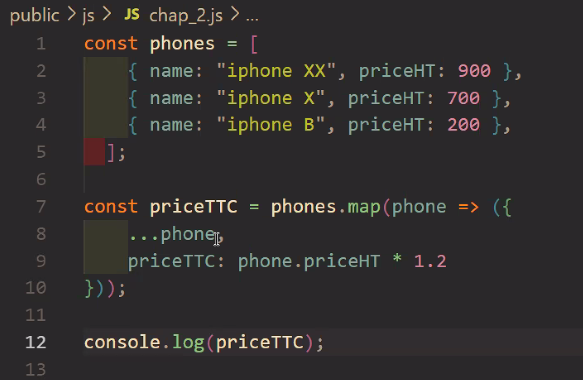 public > js > JS chap_2.js > ...
1 const phones = [
2 { name: "iphone XX", priceHT: 900 },
3 { name: "iphone X", priceHT: 700 },
4 { name: "iphone B", priceHT: 200 },
5 ];
6
7 const priceTTC = phones.map(phone => ({
8 ...phone,
9 priceTTC: phone.priceHT * 1.2
10 }));
11
12 console.log(priceTTC);
13